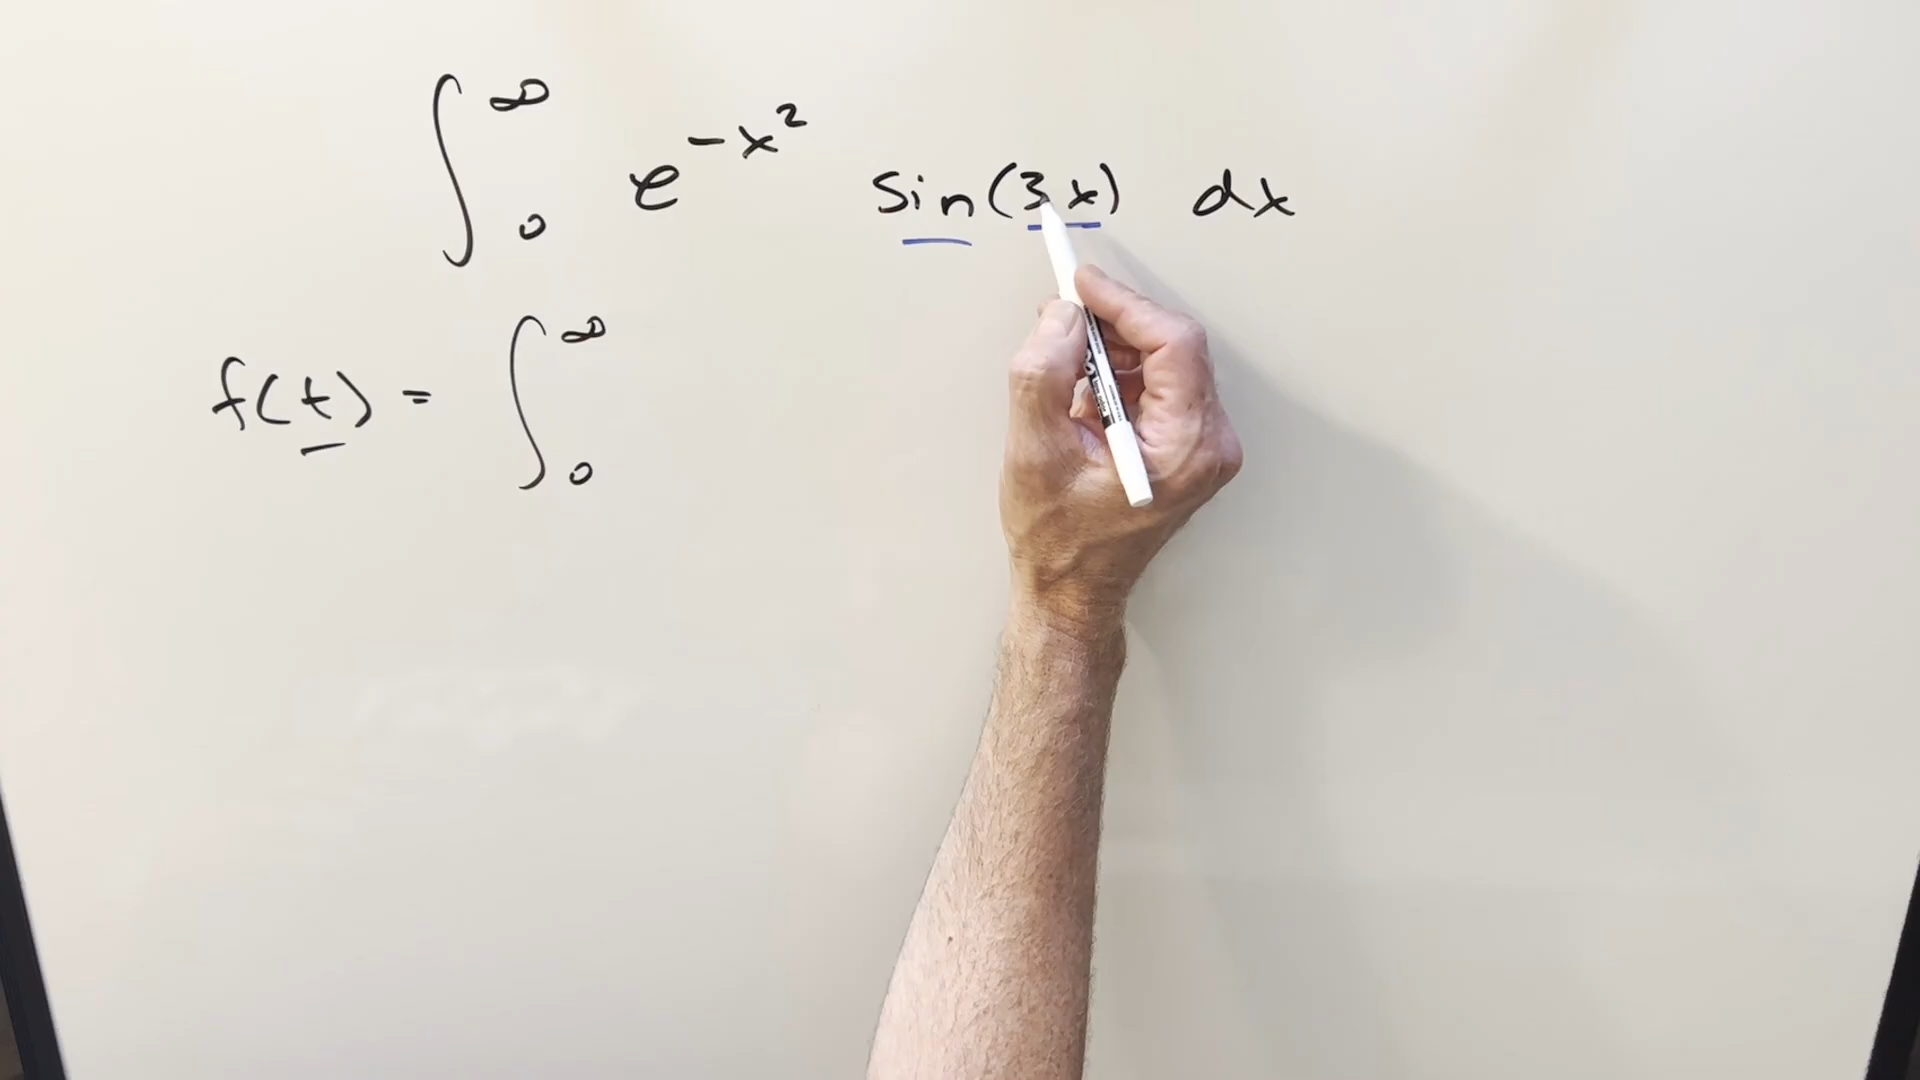 ∫₀^∞ e^{-x²} sin(3x) dx
f(t) = ∫₀^∞